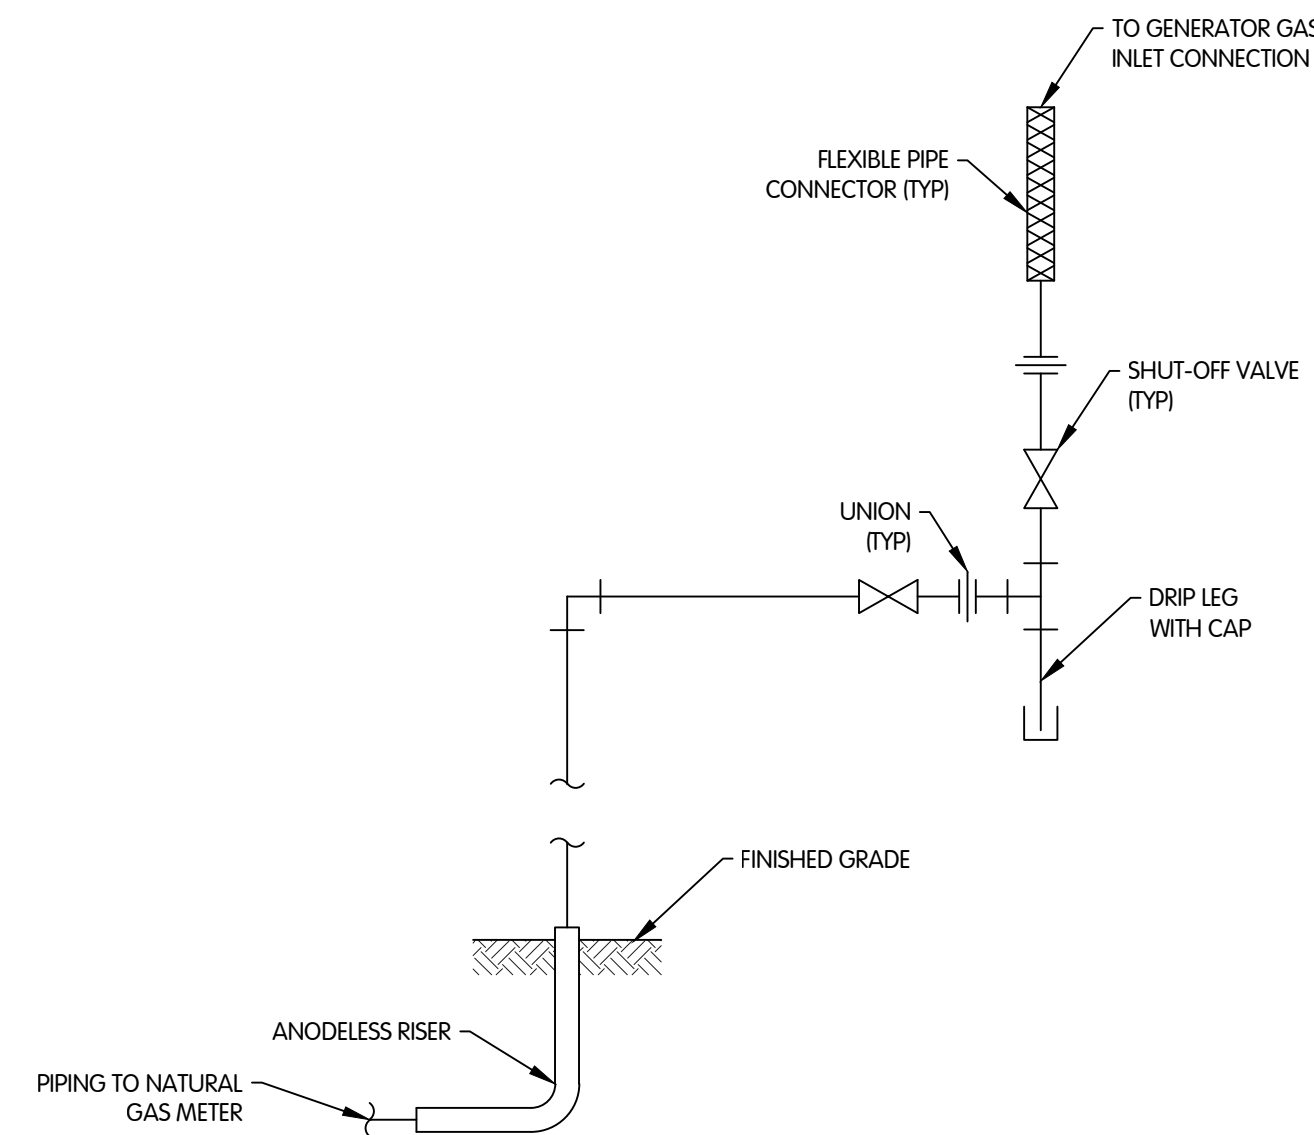 TO GENERATOR GAS
INLET CONNECTION
FLEXIBLE PIPE
CONNECTOR (TYP)
SHUT-OFF VALVE
(TYP)
UNION
(TYP)
DRIP LEG
WITH CAP
FINISHED GRADE
ANODELESS RISER
PIPING TO NATURAL
GAS METER